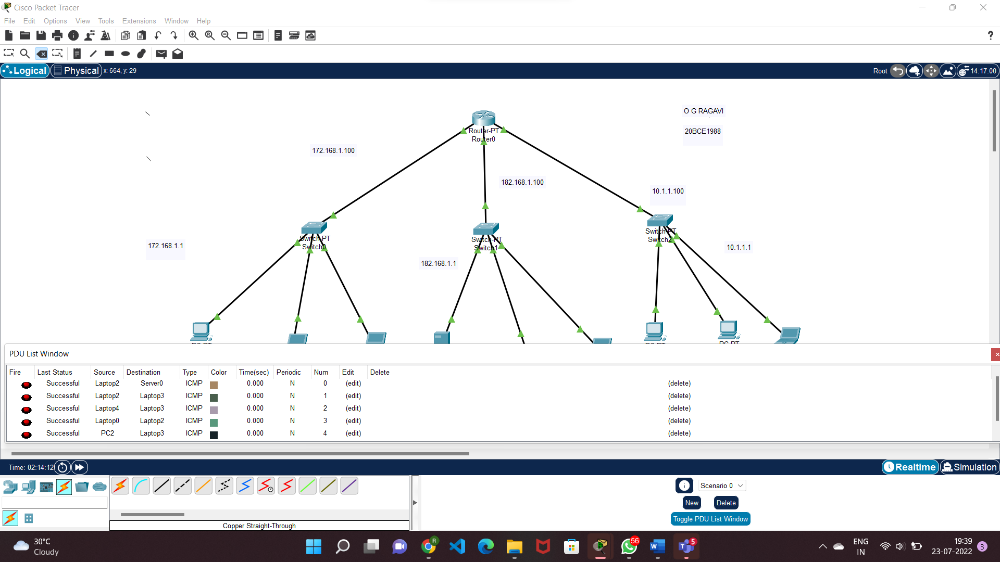 Cisco Packet Tracer
File Edit Options View Tools Extensions Window Help
?
Logical Physical x: 664, y: 29 Root 14:17:00
O G RAGAVI
20BCE1988
Router-PT
Router0
172.168.1.100
182.168.1.100
10.1.1.100
Switch-PT
Switch0
Switch-PT
Switch1
Switch-PT
Switch2
172.168.1.1
182.168.1.1
10.1.1.1
PC-PT
PC-PT
PC-PT
PDU List Window
Fire Last Status Source Destination Type Color Time(sec) Periodic Num Edit Delete
Successful Laptop2 Server0 ICMP 0.000 N 0 (edit) (delete)
Successful Laptop2 Laptop3 ICMP 0.000 N 1 (edit) (delete)
Successful Laptop4 Laptop3 ICMP 0.000 N 2 (edit) (delete)
Successful Laptop0 Laptop2 ICMP 0.000 N 3 (edit) (delete)
Successful PC2 Laptop3 ICMP 0.000 N 4 (edit) (delete)
Time: 02:14:12 Realtime Simulation
Scenario 0
New Delete
Toggle PDU List Window
Copper Straight-Through
30°C
Cloudy
R
56
5
ENG
IN
19:39
23-07-2022
3